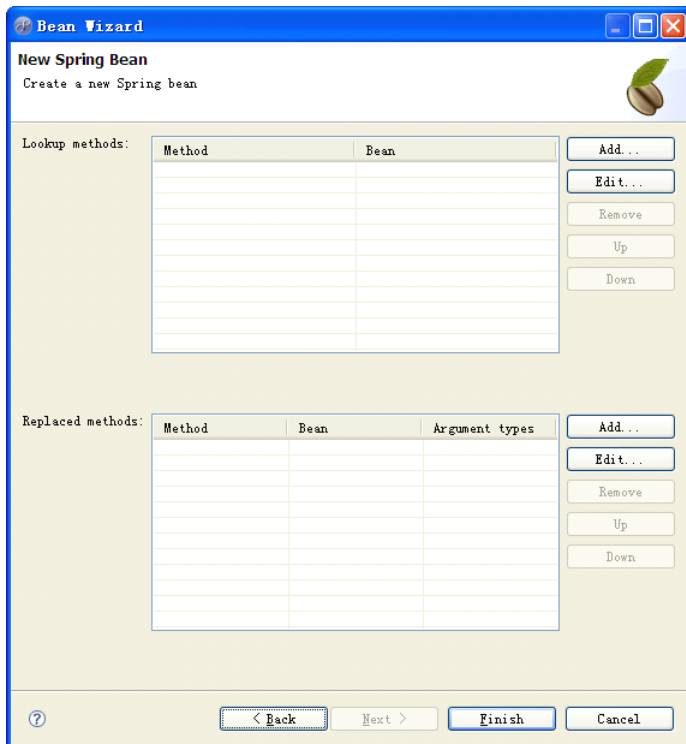 Bean Wizard
New Spring Bean
Create a new Spring bean
Lookup methods:
Method Bean
Add...
Edit...
Remove
Up
Down
Replaced methods:
Method Bean Argument types
Add...
Edit...
Remove
Up
Down
?
< Back Next > Finish Cancel